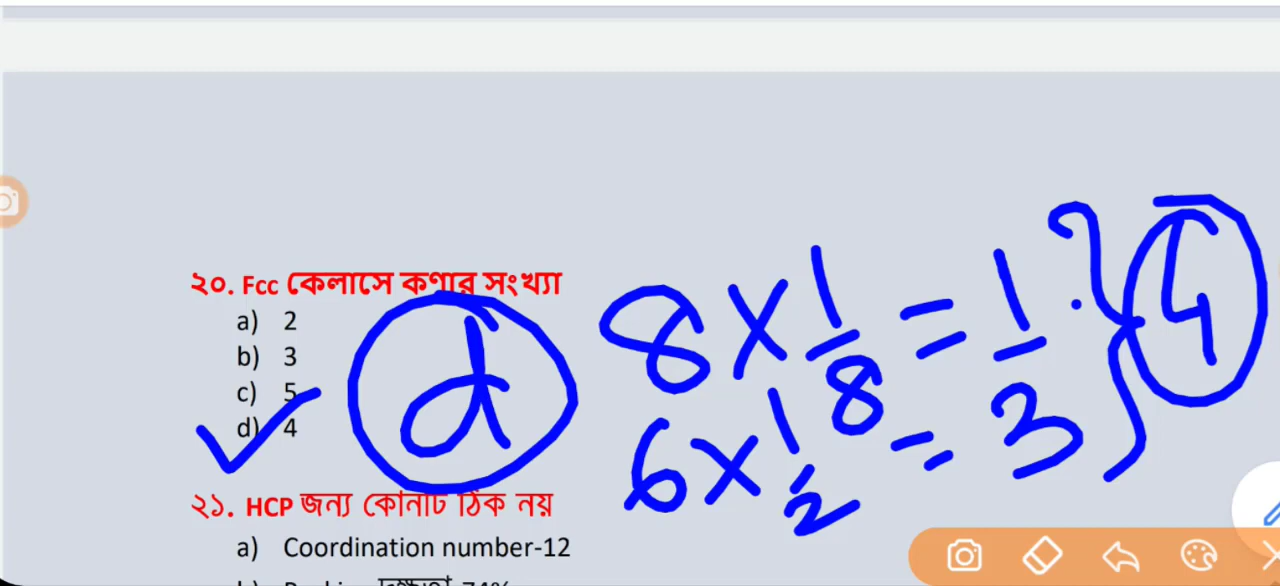 ২০. Fcc কেলাসে কণার সংখ্যা
a) 2
b) 3
c) 5
d) 4
d
8 × 1/8 = 1
6 × 1/2 = 3
4
২১. HCP জন্য কোনটি ঠিক নয়
a) Coordination number-12
74%